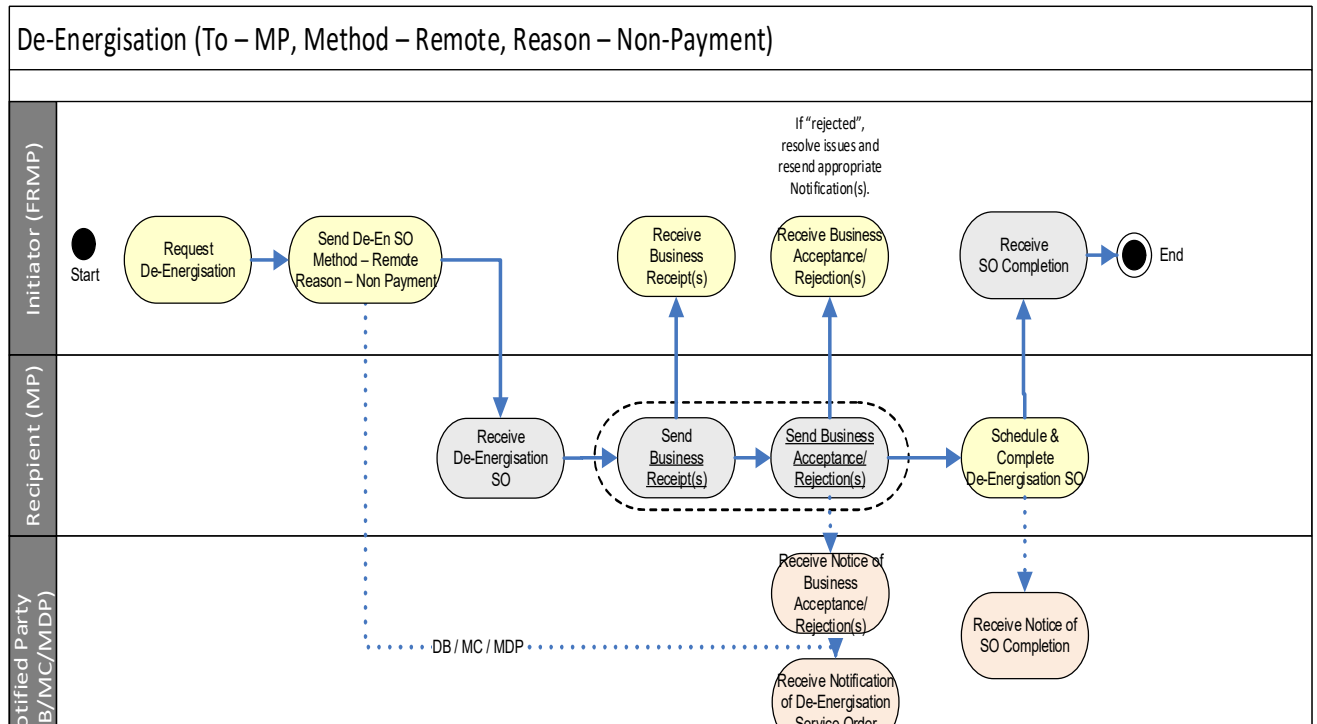 De-Energisation (To – MP, Method – Remote, Reason – Non-Payment)
Initiator (FRMP)
Start
Request
De-Energisation
Send De-En SO
Method – Remote
Reason – Non Payment
Receive
Business
Receipt(s)
If “rejected”,
resolve issues and
resend appropriate
Notification(s).
Receive Business
Acceptance/
Rejection(s)
Receive
SO Completion
End
Recipient (MP)
Receive
De-Energisation
SO
Send
Business
Receipt(s)
Send Business
Acceptance/
Rejection(s)
Schedule &
Complete
De-Energisation SO
otified Party
B/MC/MDP)
DB / MC / MDP
Receive Notice of
Business
Acceptance/
Rejection(s)
Receive Notification
of De-Energisation
Service Order
Receive Notice of
SO Completion